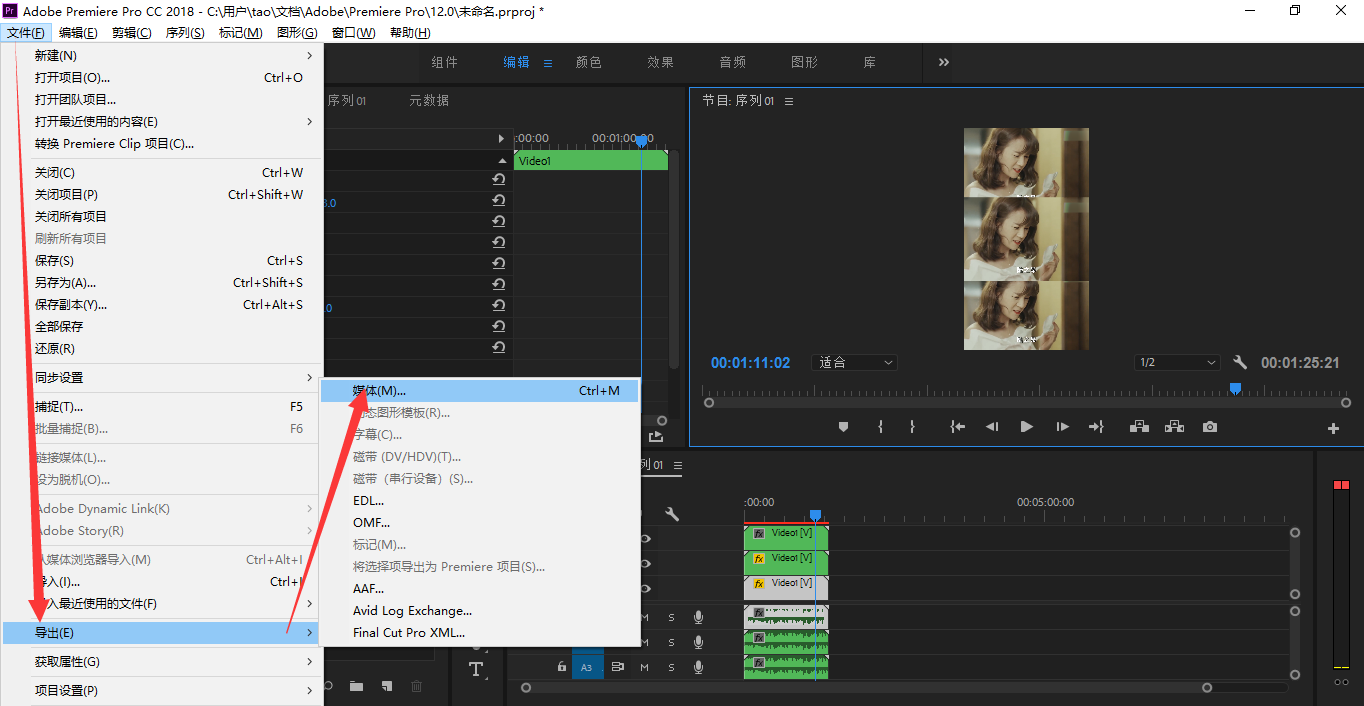 Pr Adobe Premiere Pro CC 2018 - C:\用户\tao\文档\Adobe\Premiere Pro\12.0\未命名.prproj *
文件(F) 编辑(E) 剪辑(C) 序列(S) 标记(M) 图形(G) 窗口(W) 帮助(H)
新建(N)
打开项目(O)... Ctrl+O
打开团队项目...
打开最近使用的内容(E)
转换 Premiere Clip 项目(C)...
关闭(C) Ctrl+W
关闭项目(P) Ctrl+Shift+W
关闭所有项目
刷新所有项目
保存(S) Ctrl+S
另存为(A)... Ctrl+Shift+S
保存副本(Y)... Ctrl+Alt+S
全部保存
还原(R)
同步设置
捕捉(T)... F5
批量捕捉(B)... F6
链接媒体(L)...
设为脱机(O)...
Adobe Dynamic Link(K)
Adobe Story(R)
媒体浏览器导入(M) Ctrl+Alt+I
导入(I)... Ctrl+I
入最近使用的文件(F)
导出(E)
获取属性(G)
项目设置(P)
媒体(M)... Ctrl+M
态图形模板(R)...
字幕(C)...
磁带 (DV/HDV)(T)...
磁带（串行设备）(S)...
EDL...
OMF...
标记(M)...
将选择项导出为 Premiere 项目(S)...
AAF...
Avid Log Exchange...
Final Cut Pro XML...
组件 编辑 颜色 效果 音频 图形 库 »
序列 01 元数据
:00:00 00:01:00:00
Video1
3.0
.0
节目: 序列 01
00:01:11:02 适合 1/2 00:01:25:21
列 01
:00:00 00:05:00:00
fx Video1 [V]
fx Video1 [V]
fx Video1 [V]
M S fx
M S fx
A3 M S fx
T